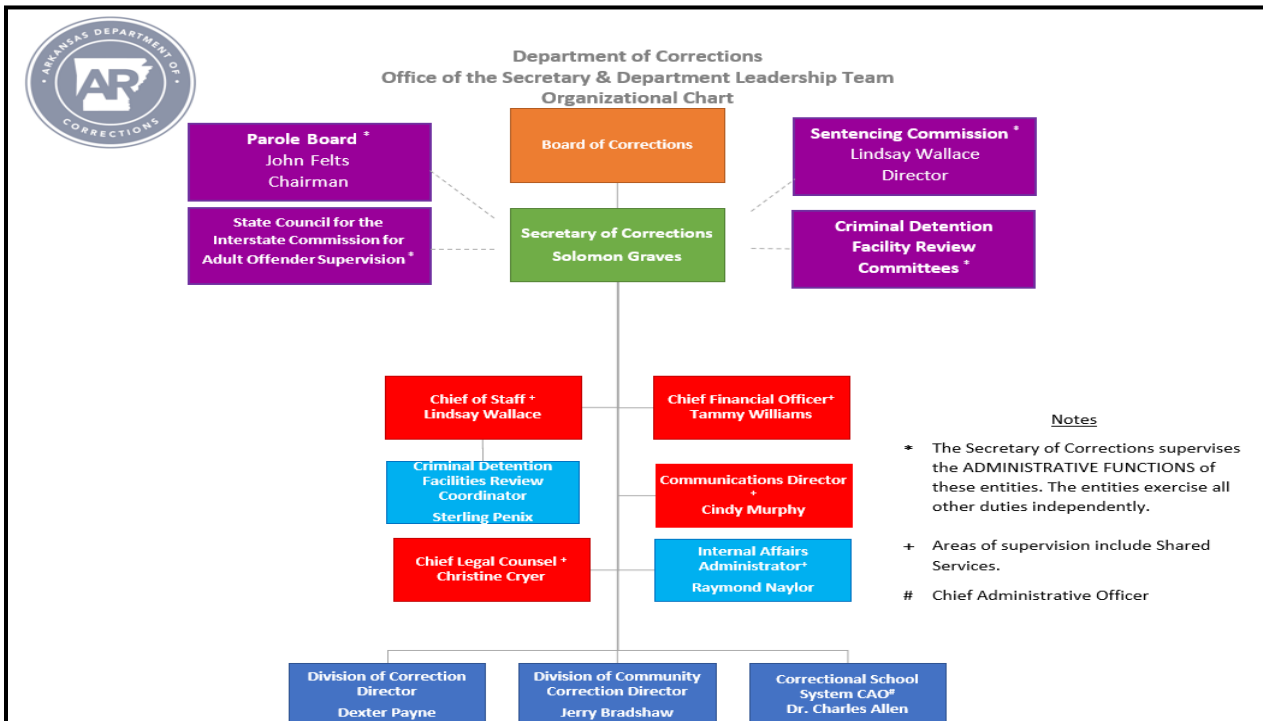 ARKANSAS DEPARTMENT OF
AR
CORRECTIONS
Department of Corrections
Office of the Secretary & Department Leadership Team
Organizational Chart
Parole Board *
John Felts
Chairman
Board of Corrections
Sentencing Commission *
Lindsay Wallace
Director
State Council for the
Interstate Commission for
Adult Offender Supervision *
Secretary of Corrections
Solomon Graves
Criminal Detention
Facility Review
Committees *
Chief of Staff +
Lindsay Wallace
Chief Financial Officer+
Tammy Williams
Criminal Detention
Facilities Review
Coordinator
Sterling Penix
Communications Director
+
Cindy Murphy
Chief Legal Counsel +
Christine Cryer
Internal Affairs
Administrator+
Raymond Naylor
Notes
* The Secretary of Corrections supervises
the ADMINISTRATIVE FUNCTIONS of
these entities. The entities exercise all
other duties independently.
+ Areas of supervision include Shared
Services.
# Chief Administrative Officer
Division of Correction
Director
Dexter Payne
Division of Community
Correction Director
Jerry Bradshaw
Correctional School
System CAO#
Dr. Charles Allen